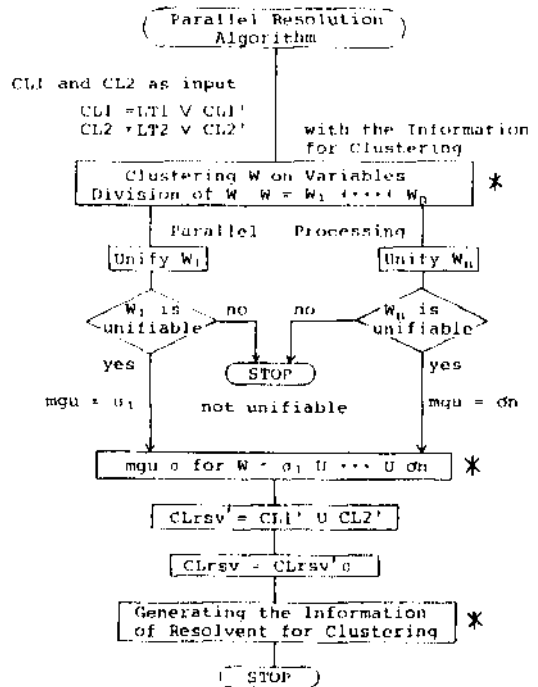 Parallel Resolution
Algorithm
CL1 and CL2 as input
CL1 =LT1 ∨ CL1'
CL2 = LT2 ∨ CL2'
with the Information
for Clustering
Clustering W on Variables
Division of W W = W1 +···+ Wn
*
Parallel Processing
Unify W1
Unify Wn
W1 is
unifiable
no
no
Wn is
unifiable
yes
STOP
yes
mgu = σ1
not unifiable
mgu = σn
mgu σ for W = σ1 U ··· U σn
*
CLrsv'= CL1' U CL2'
CLrsv = CLrsv'σ
Generating the Information
of Resolvent for Clustering
*
STOP